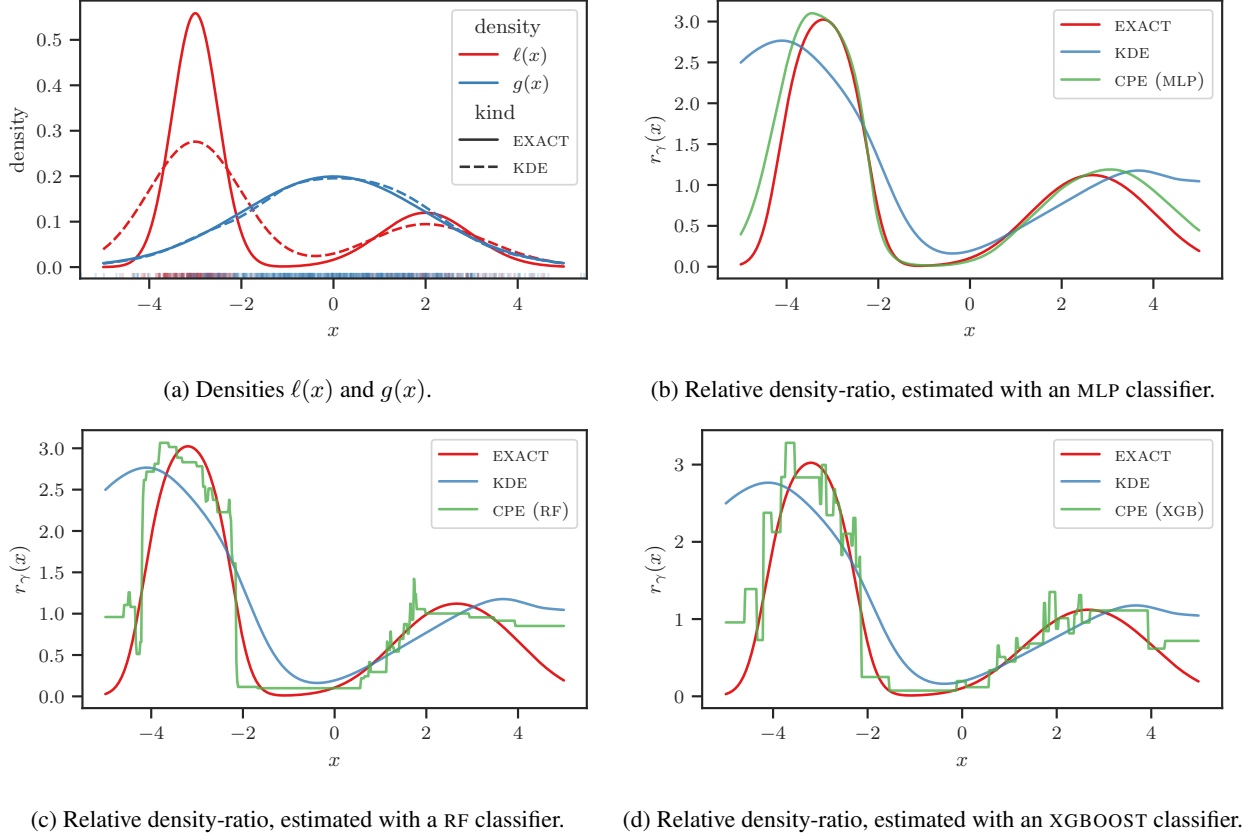 density
ℓ(x)
g(x)
kind
EXACT
KDE
0.5
0.4
0.3
0.2
0.1
0.0
density
−4 −2 0 2 4
x
(a) Densities ℓ(x) and g(x).
EXACT
KDE
CPE (MLP)
3.0
2.5
2.0
1.5
1.0
0.5
0.0
rγ(x)
−4 −2 0 2 4
x
(b) Relative density-ratio, estimated with an MLP classifier.
EXACT
KDE
CPE (RF)
3.0
2.5
2.0
1.5
1.0
0.5
0.0
rγ(x)
−4 −2 0 2 4
x
(c) Relative density-ratio, estimated with a RF classifier.
EXACT
KDE
CPE (XGB)
3
2
1
0
rγ(x)
−4 −2 0 2 4
x
(d) Relative density-ratio, estimated with an XGBOOST classifier.